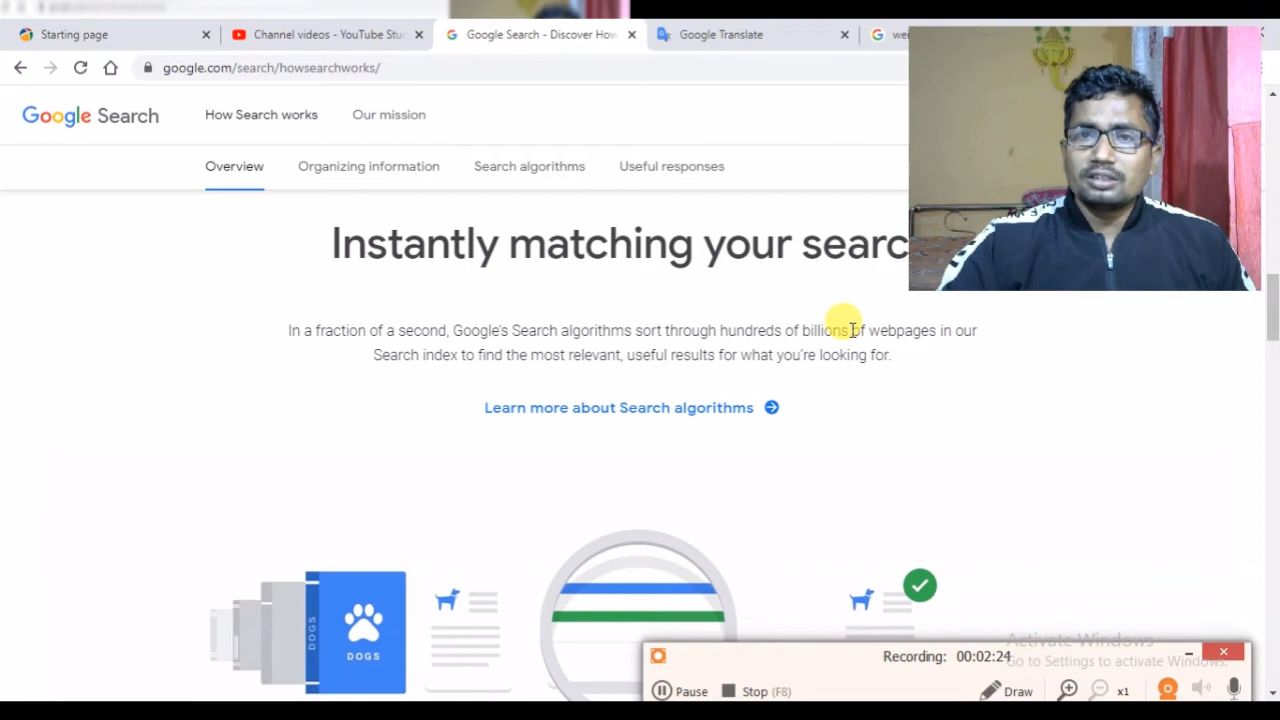 Starting page
Channel videos - YouTube Stu
Google Search - Discover How
Google Translate
google.com/search/howsearchworks/
Google Search
How Search works
Our mission
Overview
Organizing information
Search algorithms
Useful responses
Instantly matching your searc
In a fraction of a second, Google's Search algorithms sort through hundreds of billions of webpages in our
Search index to find the most relevant, useful results for what you're looking for.
Learn more about Search algorithms
DOGS
DOGS
Activate Windows
Go to Settings to activate Windows.
Recording: 00:02:24
Pause
Stop (F8)
Draw
x1